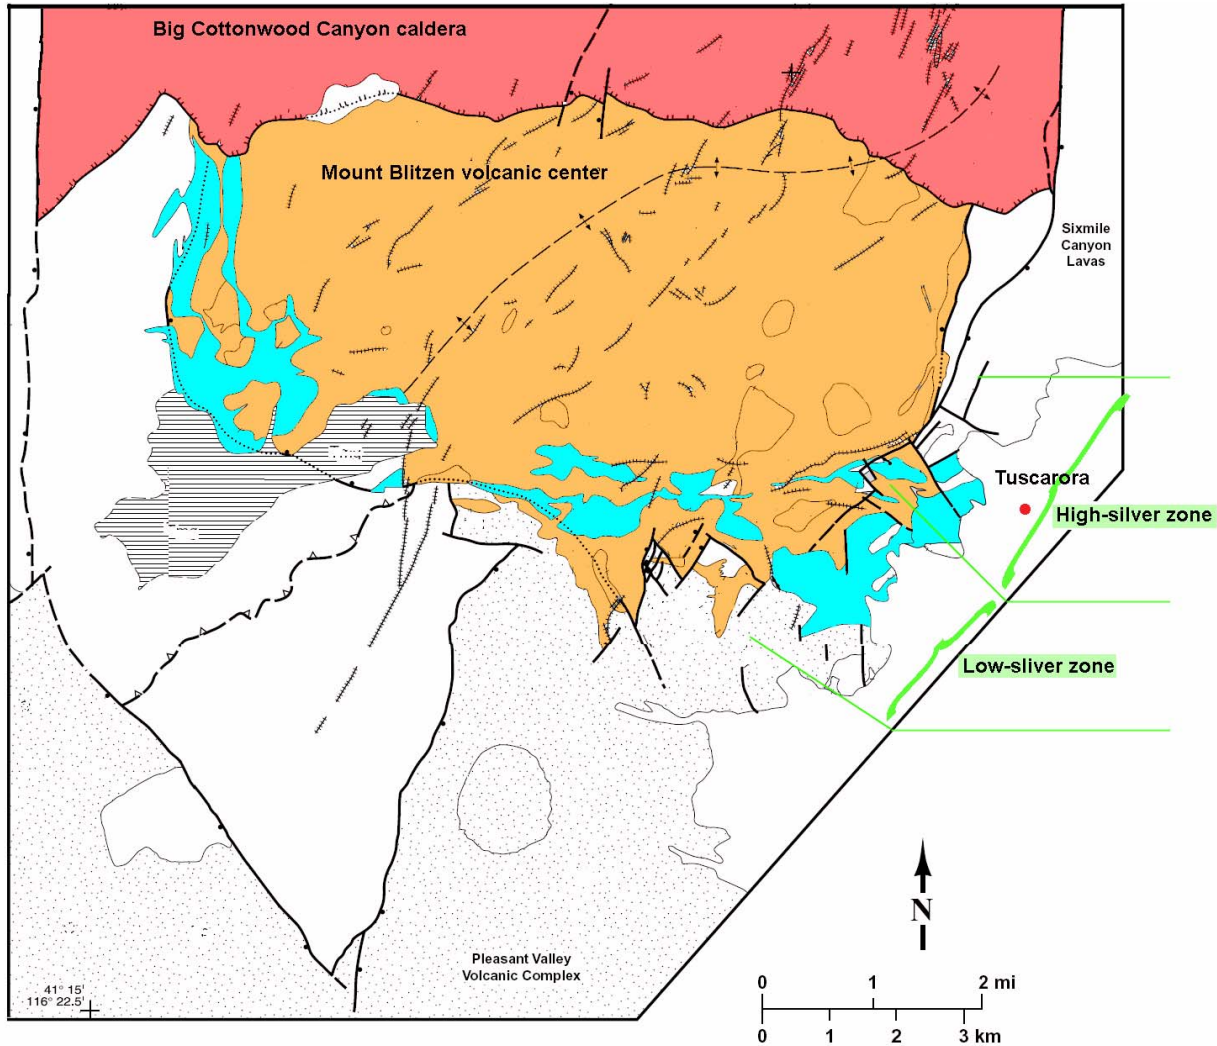 Big Cottonwood Canyon caldera
Mount Blitzen volcanic center
Sixmile
Canyon
Lavas
Tuscarora
High-silver zone
Low-sliver zone
N
Pleasant Valley
Volcanic Complex
41° 15'
116° 22.5'
0 1 2 mi
0 1 2 3 km